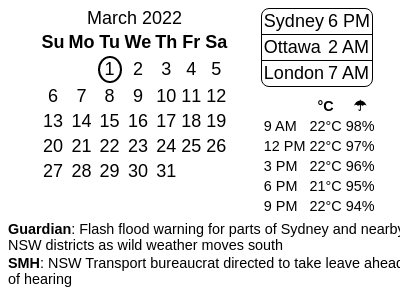 March 2022
Su Mo Tu We Th Fr Sa
1 2 3 4 5
6 7 8 9 10 11 12
13 14 15 16 17 18 19
20 21 22 23 24 25 26
27 28 29 30 31
Sydney 6 PM
Ottawa 2 AM
London 7 AM
°C ☂
9 AM 22°C 98%
12 PM 22°C 97%
3 PM 22°C 96%
6 PM 21°C 95%
9 PM 22°C 94%
Guardian: Flash flood warning for parts of Sydney and nearby
NSW districts as wild weather moves south
SMH: NSW Transport bureaucrat directed to take leave ahead
of hearing